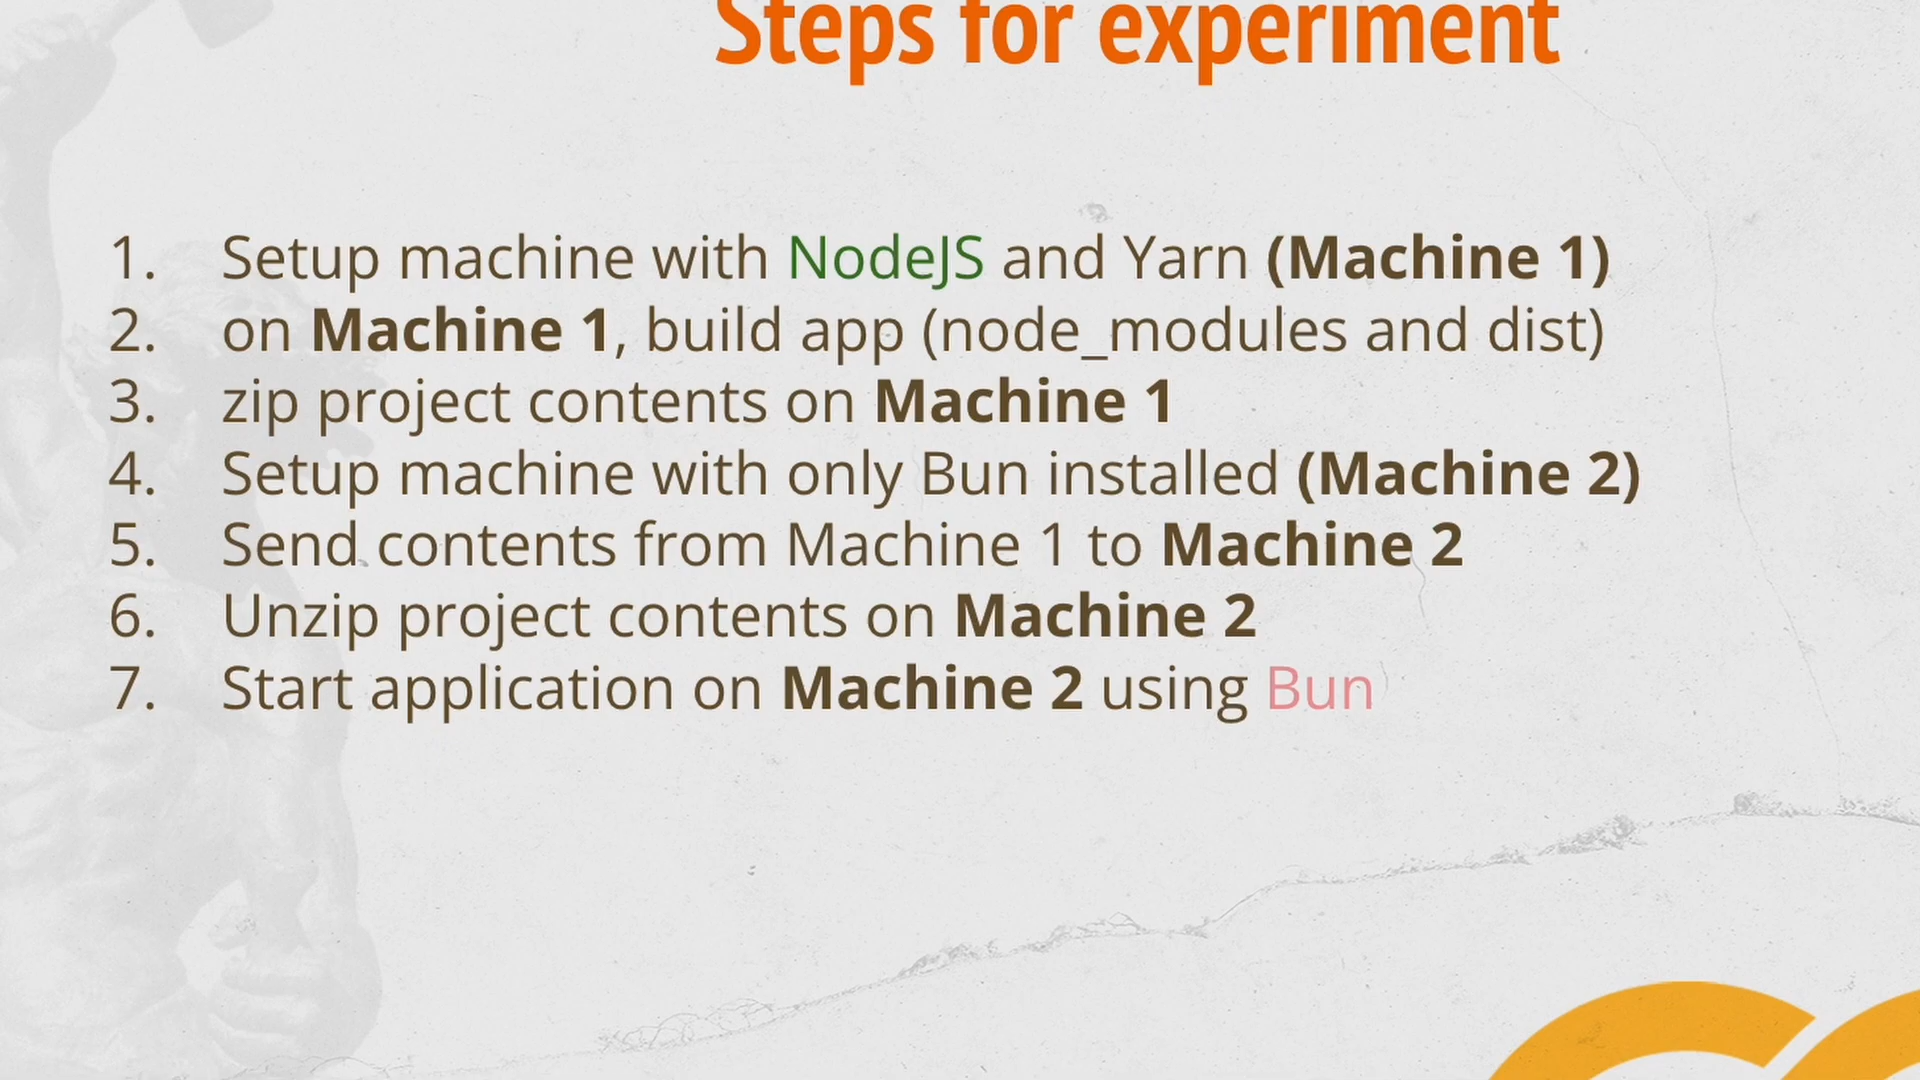 Steps for experiment
1. Setup machine with NodeJS and Yarn (Machine 1)
2. on Machine 1, build app (node_modules and dist)
3. zip project contents on Machine 1
4. Setup machine with only Bun installed (Machine 2)
5. Send contents from Machine 1 to Machine 2
6. Unzip project contents on Machine 2
7. Start application on Machine 2 using Bun